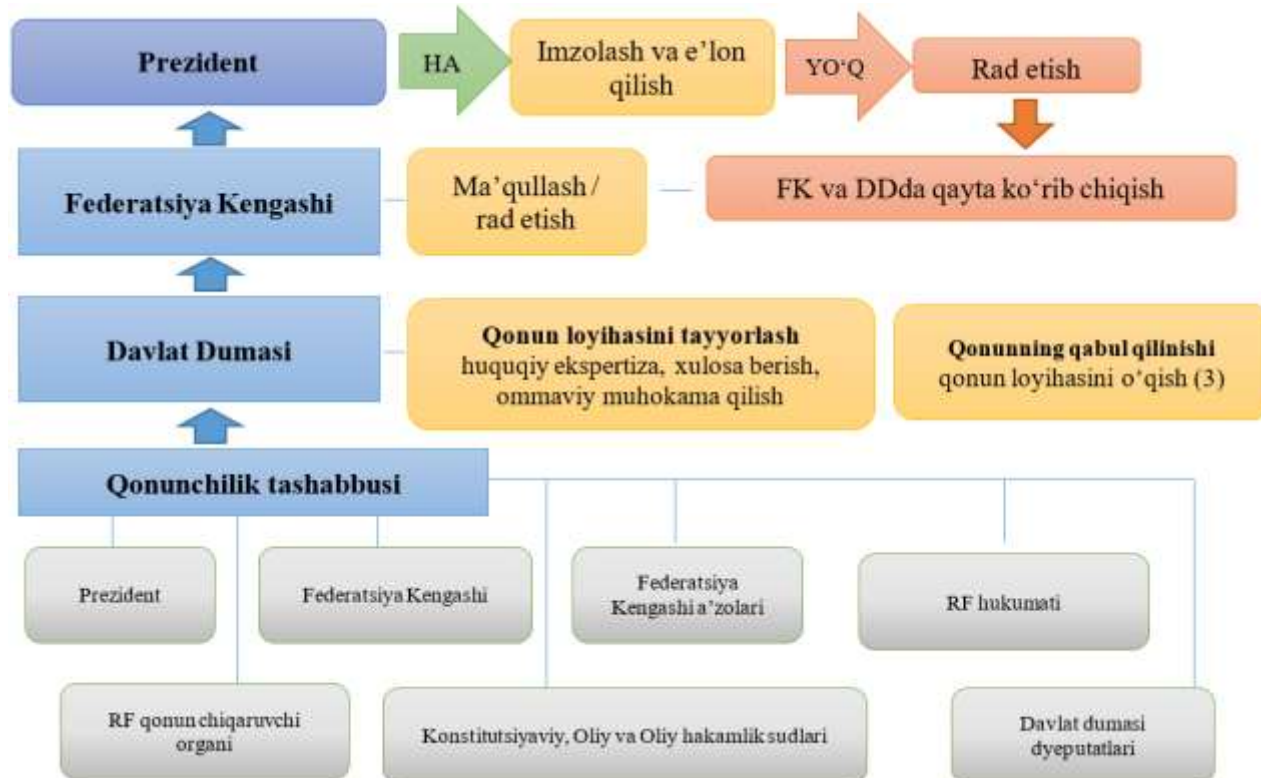 Prezident
HA
Imzolash va e’lon
qilish
YO‘Q
Rad etish
Federatsiya Kengashi
Ma’qullash /
rad etish
FK va DDda qayta ko‘rib chiqish
Davlat Dumasi
Qonun loyihasini tayyorlash
huquqiy ekspertiza, xulosa berish,
ommaviy muhokama qilish
Qonunning qabul qilinishi
qonun loyihasini o‘qish (3)
Qonunchilik tashabbusi
Prezident
Federatsiya Kengashi
Federatsiya
Kengashi a’zolari
RF hukumati
RF qonun chiqaruvchi
organi
Konstitutsiyaviy, Oliy va Oliy hakamlik sudlari
Davlat dumasi
dyeputatlari